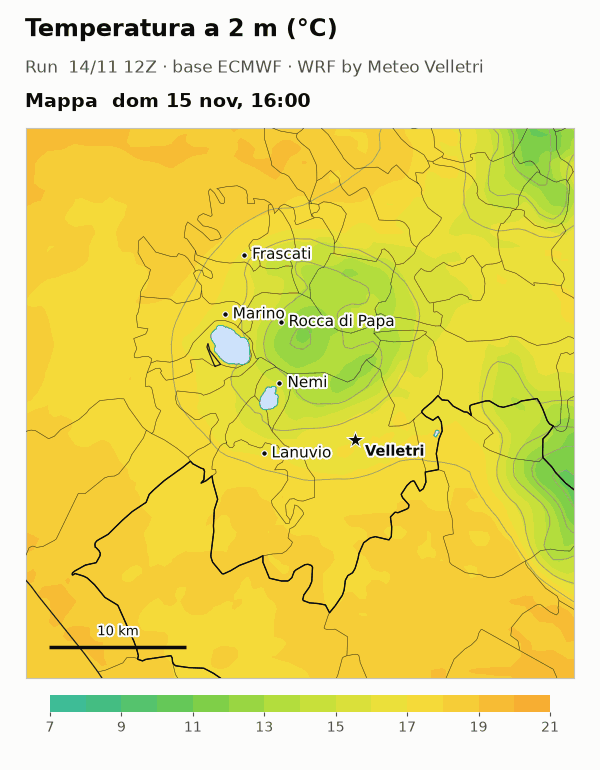 Temperatura a 2 m (°C)
Run 14/11 12Z · base ECMWF · WRF by Meteo Velletri
Mappa dom 15 nov, 16:00
Frascati
Marino
Rocca di Papa
Nemi
Lanuvio
Velletri
10 km
7 9 11 13 15 17 19 21